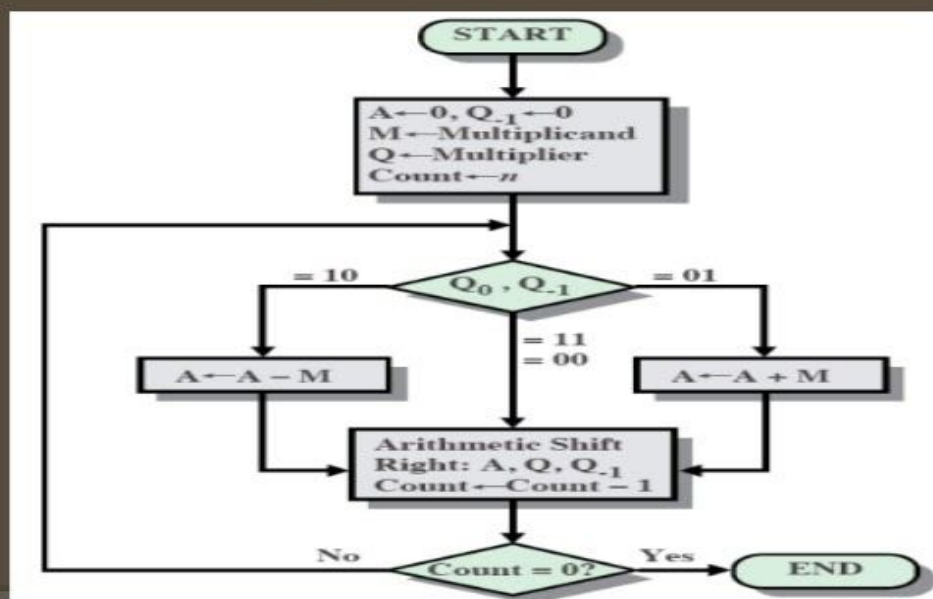 START
A←0, Q₋₁←0
M←Multiplicand
Q←Multiplier
Count←n
= 10
Q₀, Q₋₁
= 01
= 11
= 00
A←A – M
A←A + M
Arithmetic Shift
Right: A, Q, Q₋₁
Count←Count – 1
No
Count = 0?
Yes
END